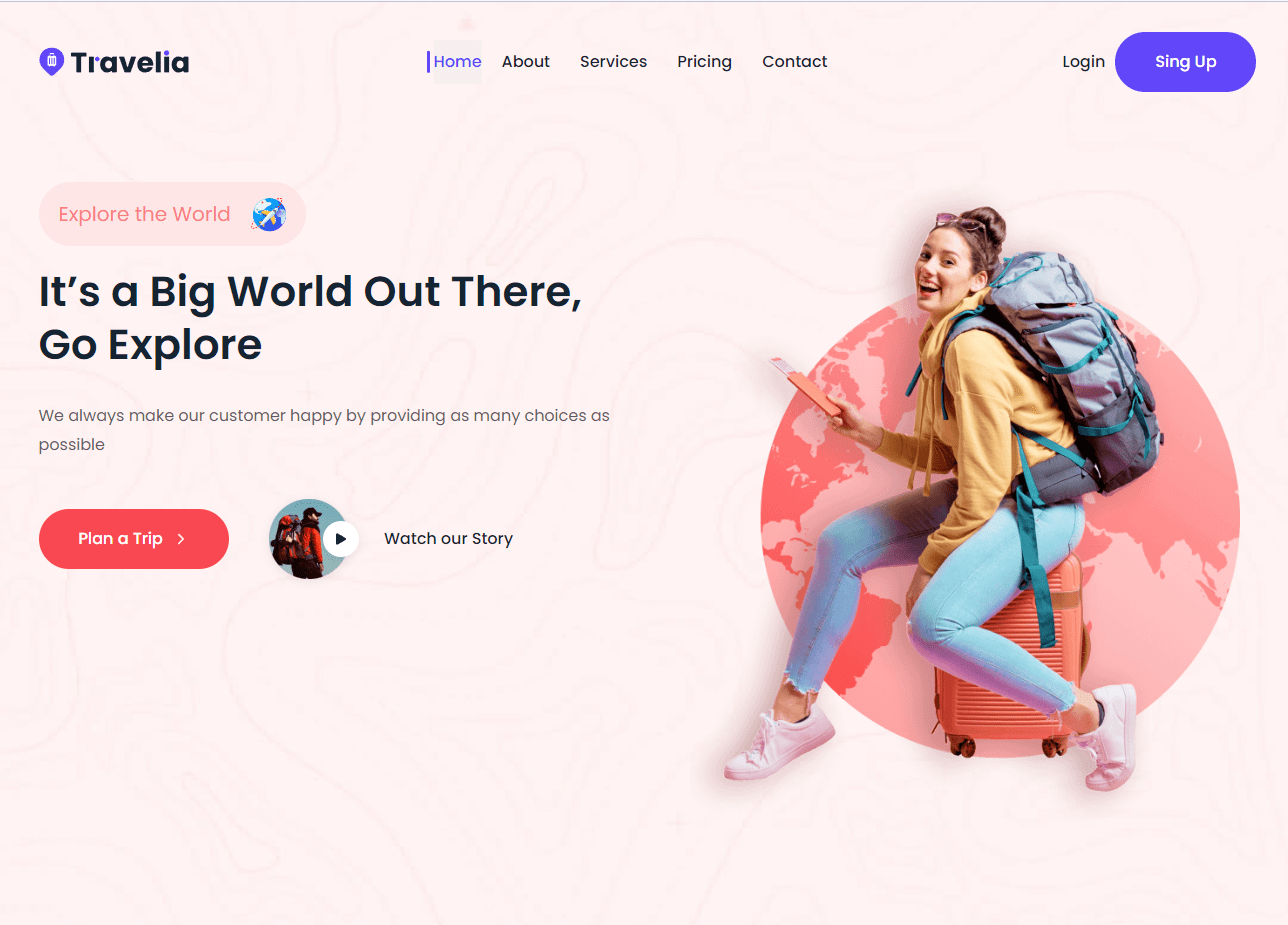 Travelia
Home About Services Pricing Contact
Login Sing Up
Explore the World
It’s a Big World Out There,
Go Explore
We always make our customer happy by providing as many choices as
possible
Plan a Trip
Watch our Story